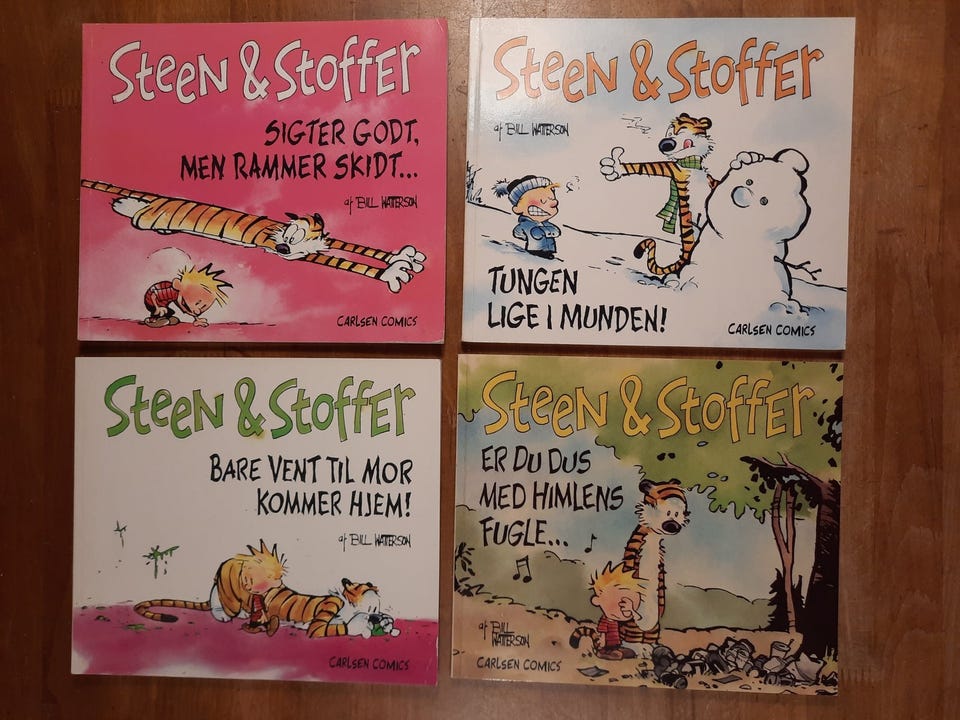 Steen & Stoffer
SIGTER GODT,
MEN RAMMER SKIDT...
af BILL WATTERSON
CARLSEN COMICS
Steen & Stoffer
af BILL WATTERSON
TUNGEN
LIGE I MUNDEN!
CARLSEN COMICS
Steen & Stoffer
BARE VENT TIL MOR
KOMMER HJEM!
af BILL WATTERSON
CARLSEN COMICS
Steen & Stoffer
ER DU DUS
MED HIMLENS
FUGLE...
af BILL
WATTERSON
CARLSEN COMICS